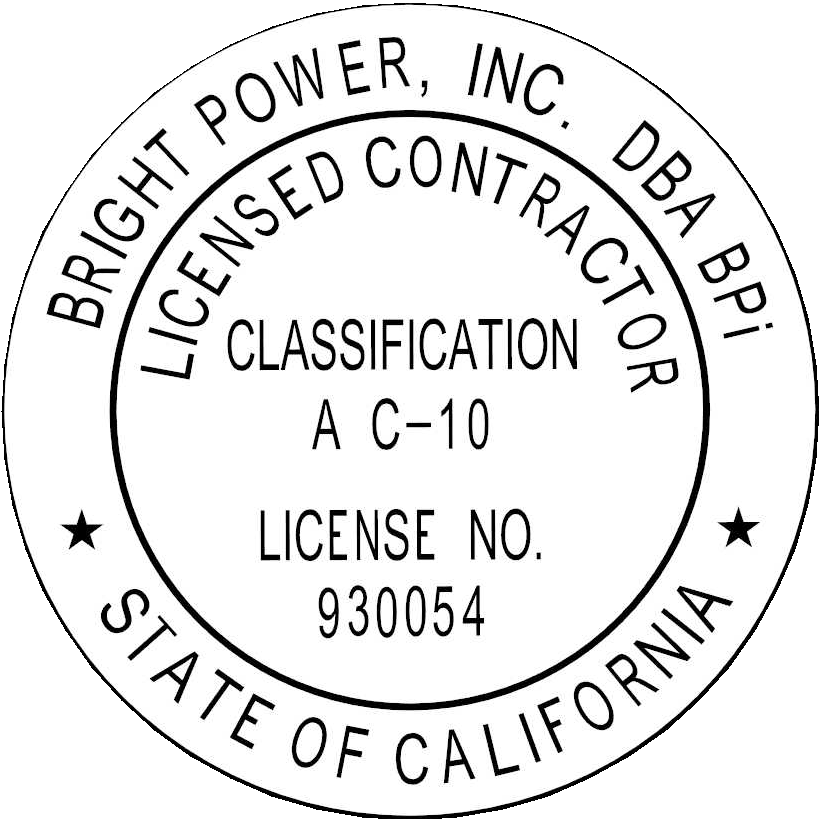 BRIGHT POWER, INC. DBA BPi
LICENSED CONTRACTOR
CLASSIFICATION
A C-10
LICENSE NO.
930054
STATE OF CALIFORNIA